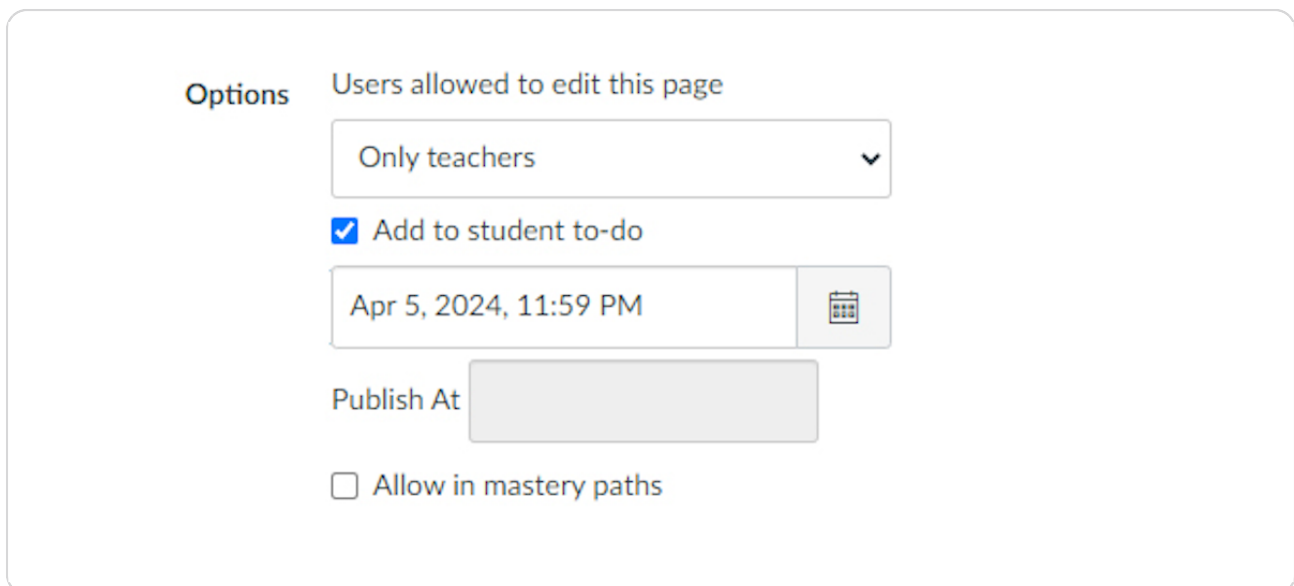 Options
Users allowed to edit this page
Only teachers
Add to student to-do
Apr 5, 2024, 11:59 PM
Publish At
Allow in mastery paths